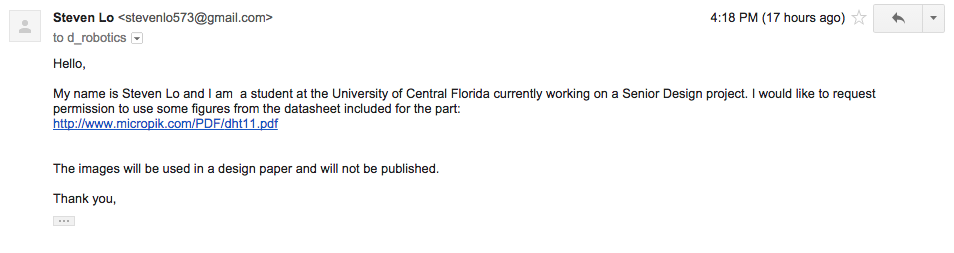 Steven Lo <stevenlo573@gmail.com> 4:18 PM (17 hours ago)
to d_robotics
Hello,
My name is Steven Lo and I am  a student at the University of Central Florida currently working on a Senior Design project. I would like to request
permission to use some figures from the datasheet included for the part:
http://www.micropik.com/PDF/dht11.pdf
The images will be used in a design paper and will not be published.
Thank you,